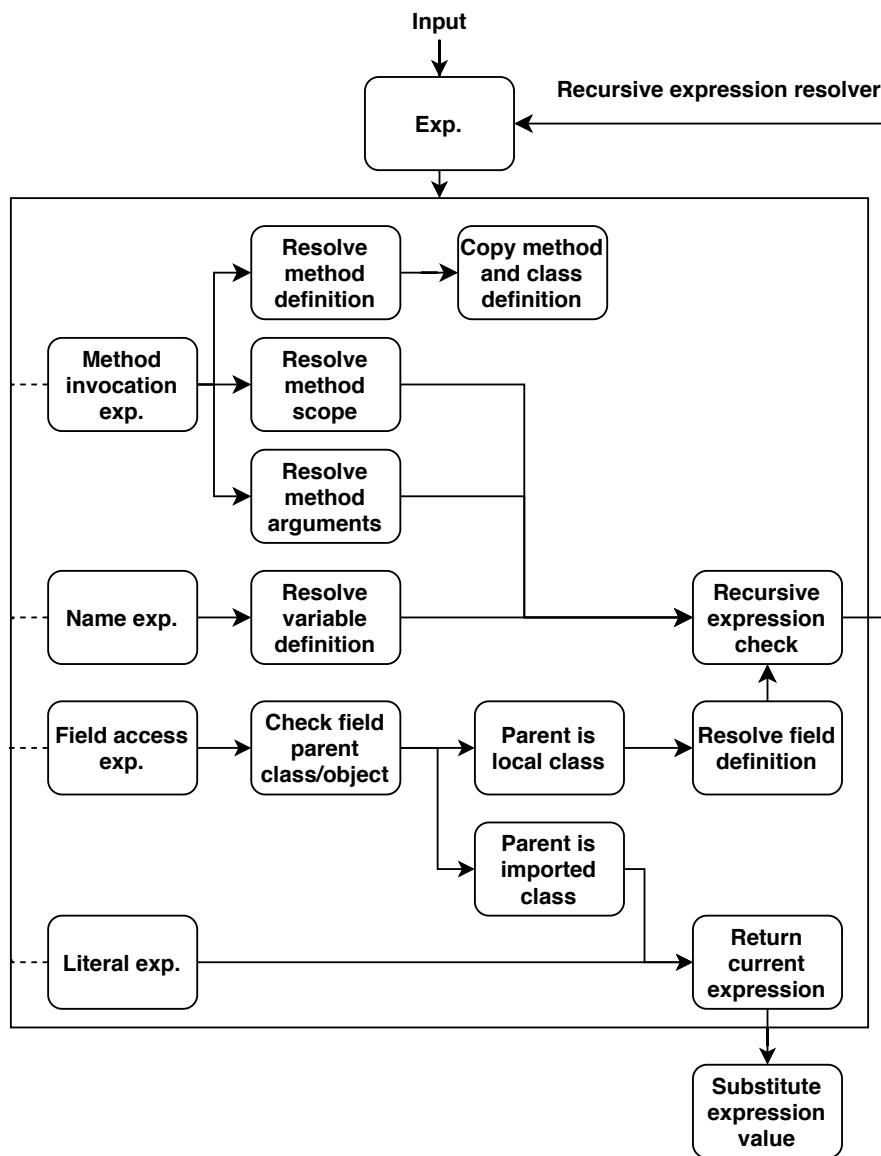 Input
Recursive expression resolver
Exp.
Resolve
method
definition
Copy method
and class
definition
Method
invocation
exp.
Resolve
method
scope
Resolve
method
arguments
Name exp.
Resolve
variable
definition
Recursive
expression
check
Field access
exp.
Check field
parent
class/object
Parent is
local class
Resolve field
definition
Parent is
imported
class
Literal exp.
Return
current
expression
Substitute
expression
value